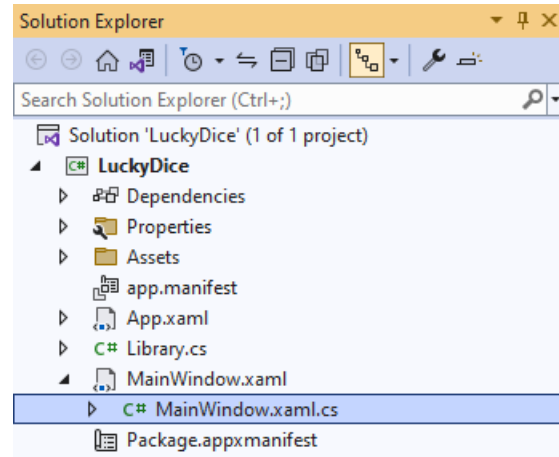 Solution Explorer
Search Solution Explorer (Ctrl+;)
Solution 'LuckyDice' (1 of 1 project)
C# LuckyDice
Dependencies
Properties
Assets
app.manifest
App.xaml
C# Library.cs
MainWindow.xaml
C# MainWindow.xaml.cs
Package.appxmanifest